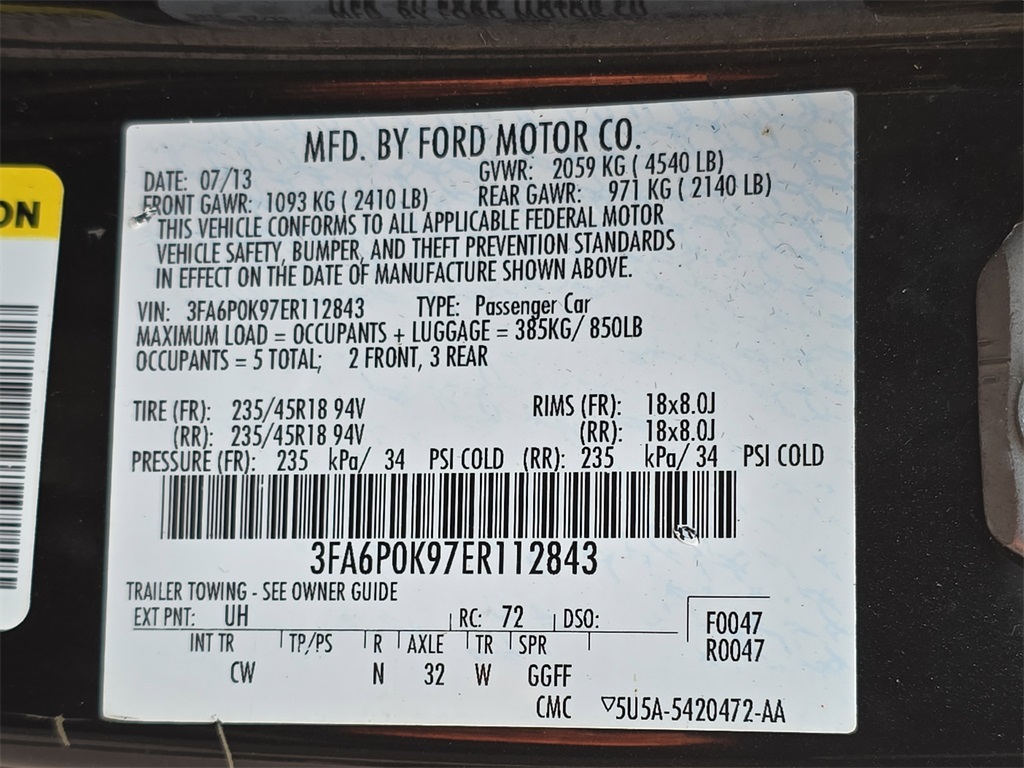 MFD. BY FORD MOTOR CO.
ON
MFD. BY FORD MOTOR CO.
DATE: 07/13 GVWR: 2059 KG ( 4540 LB)
FRONT GAWR: 1093 KG ( 2410 LB) REAR GAWR: 971 KG ( 2140 LB)
THIS VEHICLE CONFORMS TO ALL APPLICABLE FEDERAL MOTOR
VEHICLE SAFETY, BUMPER, AND THEFT PREVENTION STANDARDS
IN EFFECT ON THE DATE OF MANUFACTURE SHOWN ABOVE.
VIN: 3FA6P0K97ER112843 TYPE: Passenger Car
MAXIMUM LOAD = OCCUPANTS + LUGGAGE = 385KG/ 850LB
OCCUPANTS = 5 TOTAL; 2 FRONT, 3 REAR
TIRE (FR): 235/45R18 94V RIMS (FR): 18x8.0J
(RR): 235/45R18 94V (RR): 18x8.0J
PRESSURE (FR): 235 kPa/ 34 PSI COLD (RR): 235 kPa/ 34 PSI COLD
3FA6P0K97ER112843
TRAILER TOWING - SEE OWNER GUIDE
EXT PNT: UH RC: 72 DSO: F0047
R0047
INT TR TP/PS R AXLE TR SPR
CW N 32 W GGFF
CMC ▽5U5A-5420472-AA